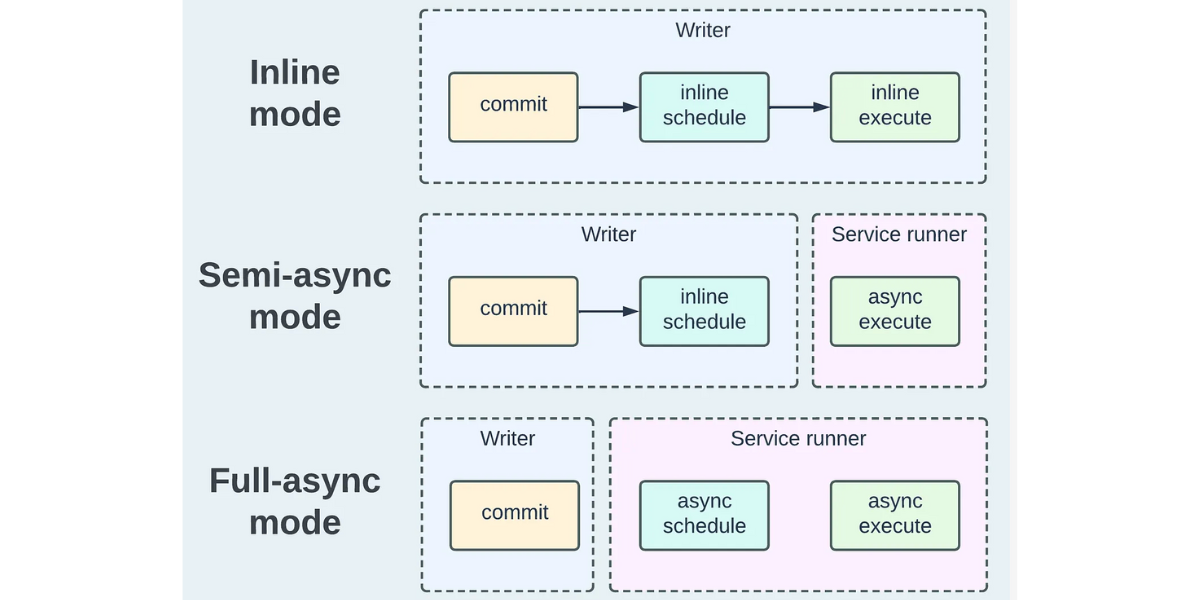 Inline
mode
Writer
commit
inline
schedule
inline
execute
Semi-async
mode
Writer
commit
inline
schedule
Service runner
async
execute
Full-async
mode
Writer
commit
Service runner
async
schedule
async
execute